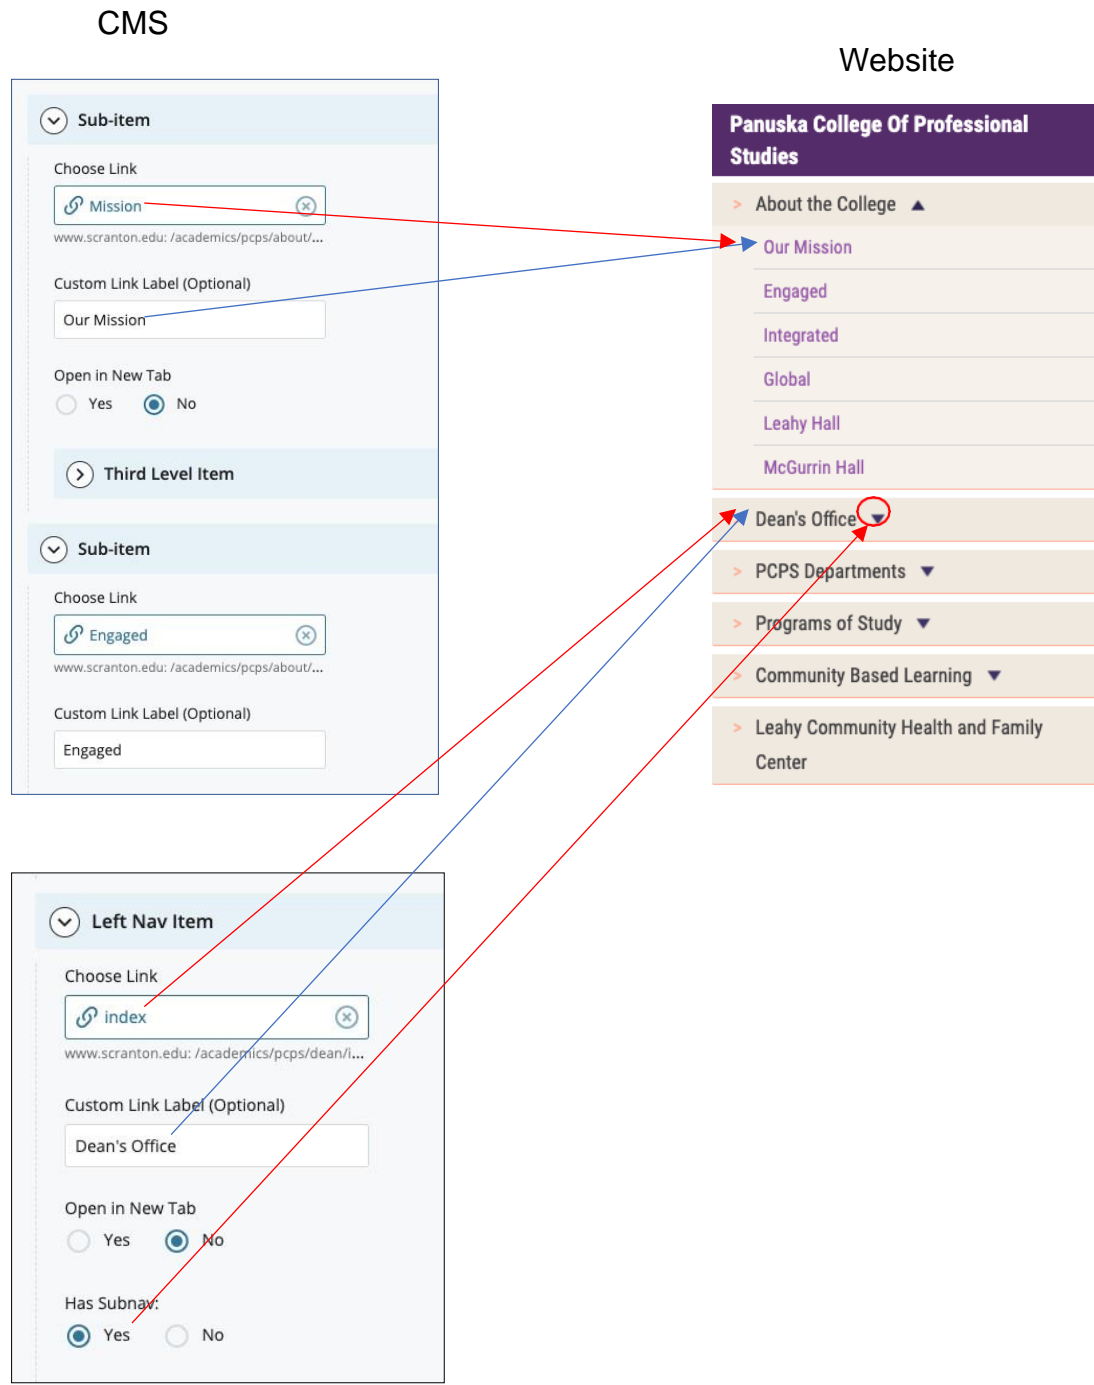 CMS
Website
Sub-item
Choose Link
Mission
www.scranton.edu: /academics/pcps/about/...
Custom Link Label (Optional)
Our Mission
Open in New Tab
Yes No
Third Level Item
Sub-item
Choose Link
Engaged
www.scranton.edu: /academics/pcps/about/...
Custom Link Label (Optional)
Engaged
Panuska College Of Professional
Studies
> About the College ▲
Our Mission
Engaged
Integrated
Global
Leahy Hall
McGurrin Hall
Dean's Office ▼
> PCPS Departments ▼
> Programs of Study ▼
> Community Based Learning ▼
> Leahy Community Health and Family
Center
Left Nav Item
Choose Link
index
www.scranton.edu: /academics/pcps/dean/i...
Custom Link Label (Optional)
Dean's Office
Open in New Tab
Yes No
Has Subnav:
Yes No